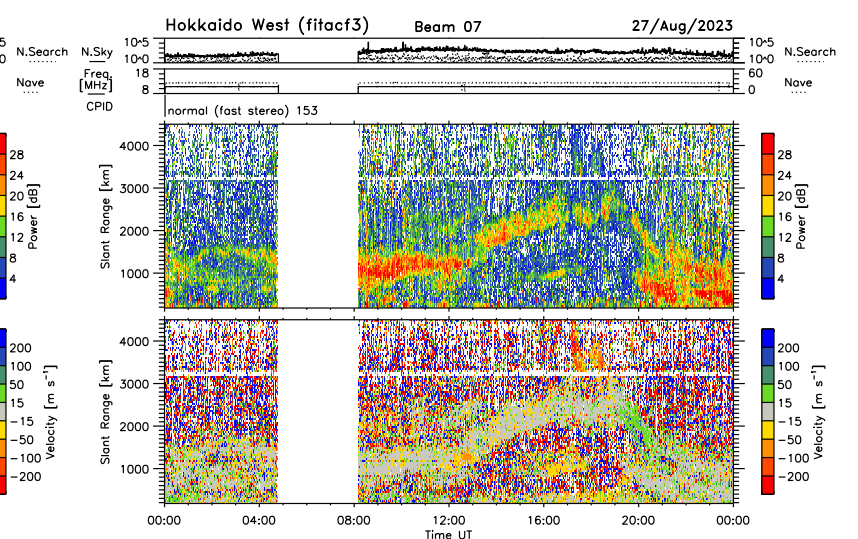 Hokkaido West (fitacf3) Beam 07 27/Aug/2023
N.Search N.Sky 10^5 10^0 10^5 10^0 N.Search
Nave Freq. [MHz] 18 8 60 0 Nave
CPID normal (fast stereo) 153
28 24 20 16 12 8 4
Power [dB]
Slant Range [km]
4000 3000 2000 1000
28 24 20 16 12 8 4
Power [dB]
200 100 50 15 −15 −50 −100 −200
Velocity [m s⁻¹]
Slant Range [km]
4000 3000 2000 1000
200 100 50 15 −15 −50 −100 −200
Velocity [m s⁻¹]
00:00 04:00 08:00 12:00 16:00 20:00 00:00
Time UT